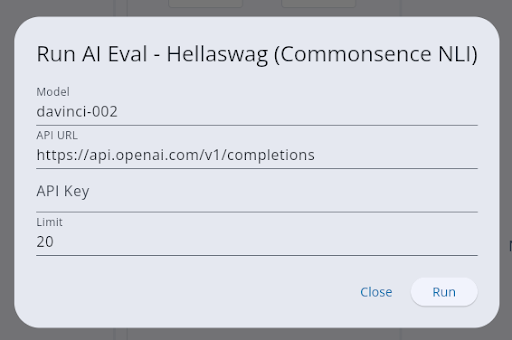 Run AI Eval - Hellaswag (Commonsence NLI)
Model
davinci-002
API URL
https://api.openai.com/v1/completions
API Key
Limit
20
Close Run